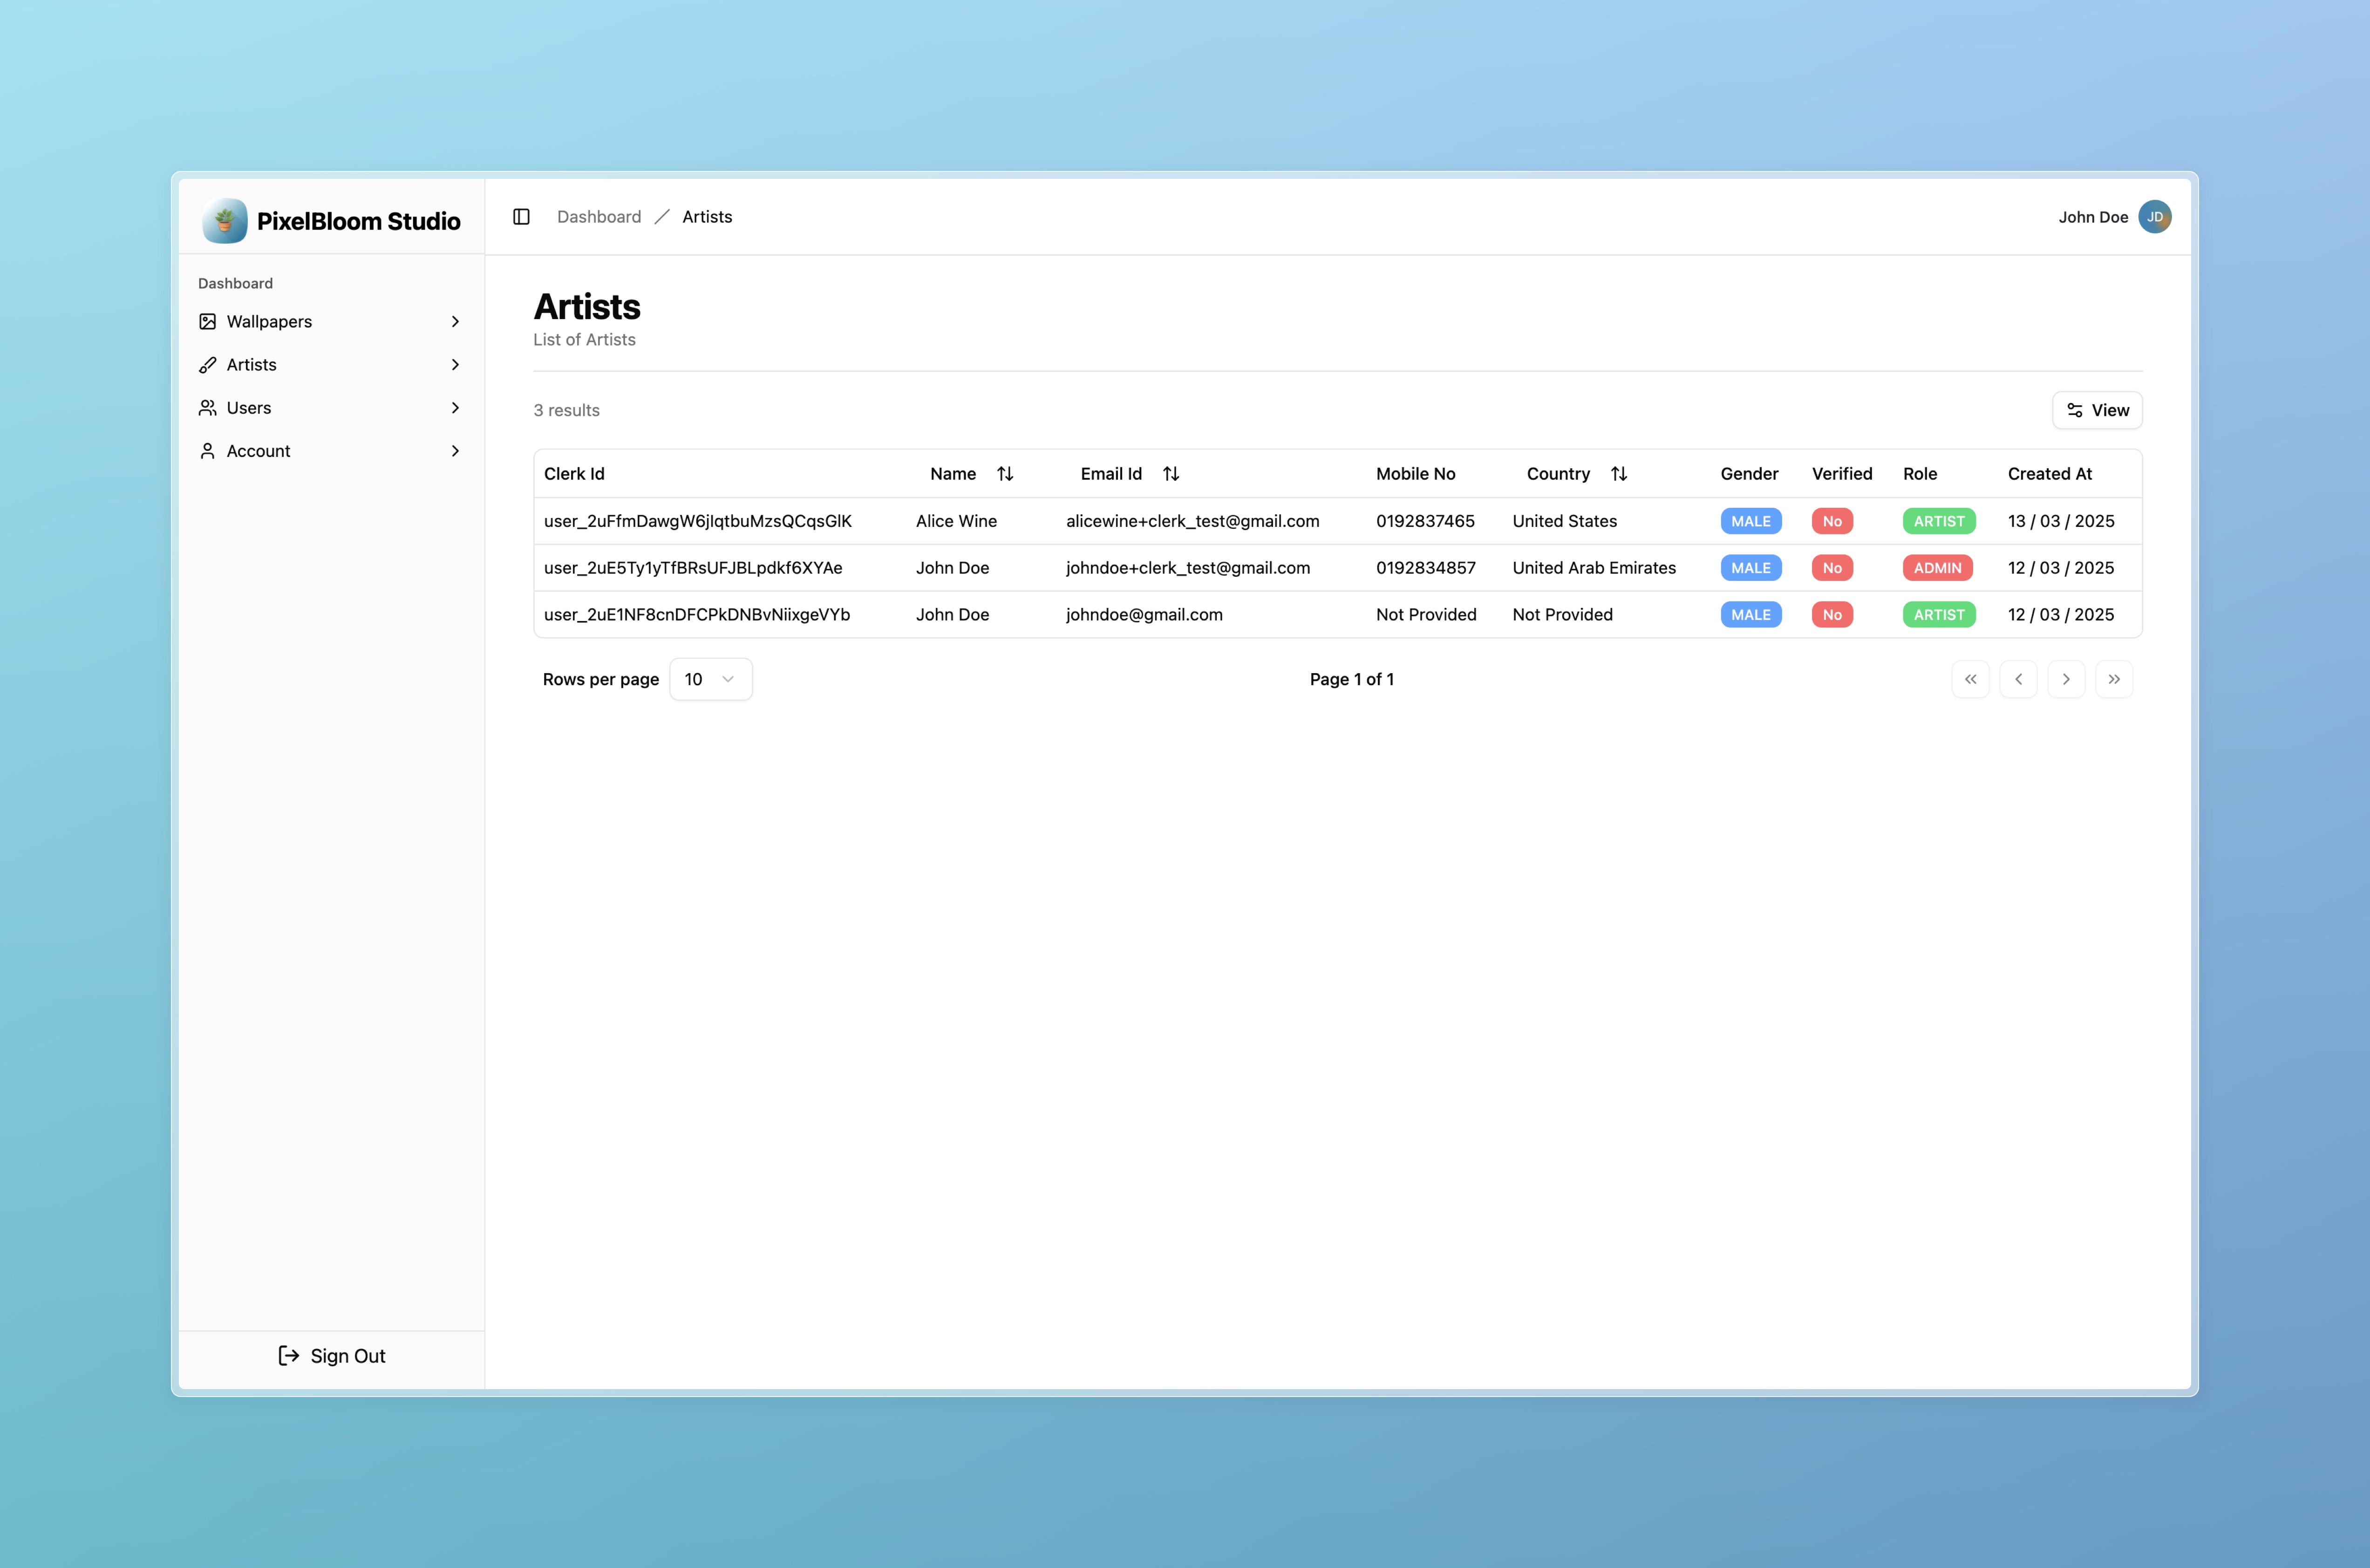 PixelBloom Studio
Dashboard
Wallpapers
Artists
Users
Account
Sign Out
Dashboard / Artists
John Doe JD
Artists
List of Artists
3 results
View
Clerk Id Name Email Id Mobile No Country Gender Verified Role Created At
user_2uFfmDawgW6jIqtbuMzsQCqsGlK Alice Wine alicewine+clerk_test@gmail.com 0192837465 United States MALE No ARTIST 13 / 03 / 2025
user_2uE5Ty1yTfBRsUFJBLpdkf6XYAe John Doe johndoe+clerk_test@gmail.com 0192834857 United Arab Emirates MALE No ADMIN 12 / 03 / 2025
user_2uE1NF8cnDFCPkDNBvNiixgeVYb John Doe johndoe@gmail.com Not Provided Not Provided MALE No ARTIST 12 / 03 / 2025
Rows per page 10 Page 1 of 1